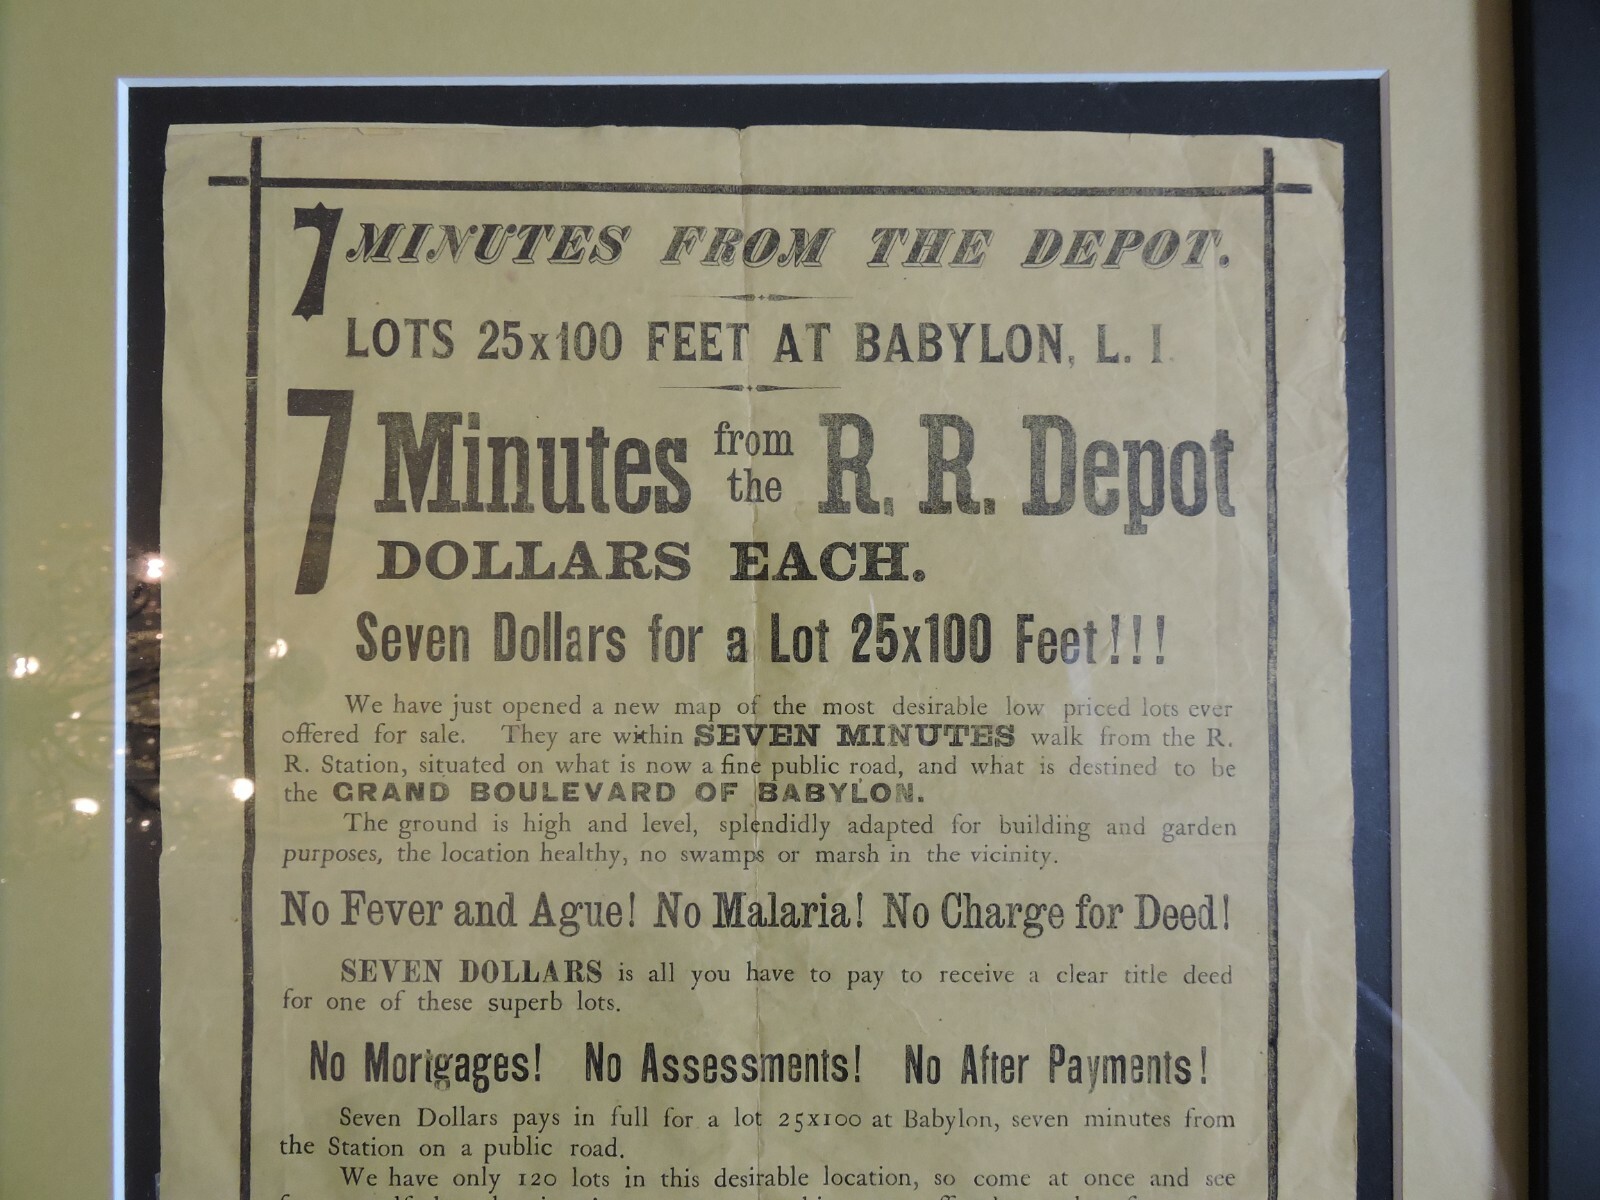 7 MINUTES FROM THE DEPOT.
LOTS 25x100 FEET AT BABYLON, L. I.
7 Minutes from the R. R. Depot
DOLLARS EACH.
Seven Dollars for a Lot 25x100 Feet!!!
We have just opened a new map of the most desirable low priced lots ever
offered for sale. They are within SEVEN MINUTES walk from the R.
R. Station, situated on what is now a fine public road, and what is destined to be
the GRAND BOULEVARD OF BABYLON.
The ground is high and level, splendidly adapted for building and garden
purposes, the location healthy, no swamps or marsh in the vicinity.
No Fever and Ague! No Malaria! No Charge for Deed!
SEVEN DOLLARS is all you have to pay to receive a clear title deed
for one of these superb lots.
No Mortgages! No Assessments! No After Payments!
Seven Dollars pays in full for a lot 25x100 at Babylon, seven minutes from
the Station on a public road.
We have only 120 lots in this desirable location, so come at once and see